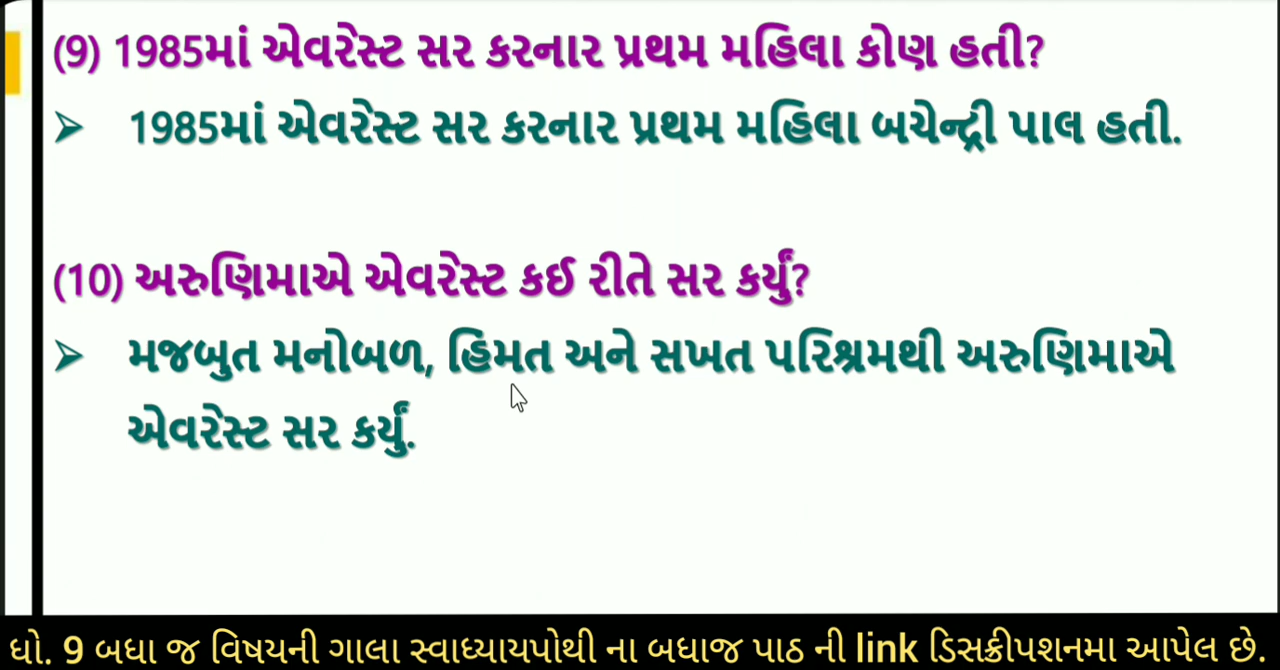 (9) 1985માં એવરેસ્ટ સર કરનાર પ્રથમ મહિલા કોણ હતી?
➢ 1985માં એવરેસ્ટ સર કરનાર પ્રથમ મહિલા બચેન્દ્રી પાલ હતી.
(10) અરુણિમાએ એવરેસ્ટ કઈ રીતે સર કર્યું?
➢ મજબુત મનોબળ, હિંમત અને સખત પરિશ્રમથી અરુણિમાએ
એવરેસ્ટ સર કર્યું.
ધો. 9 બધા જ વિષયની ગાલા સ્વાધ્યાયપોથી ના બધાજ પાઠ ની link ડિસક્રીપશનમા આપેલ છે.